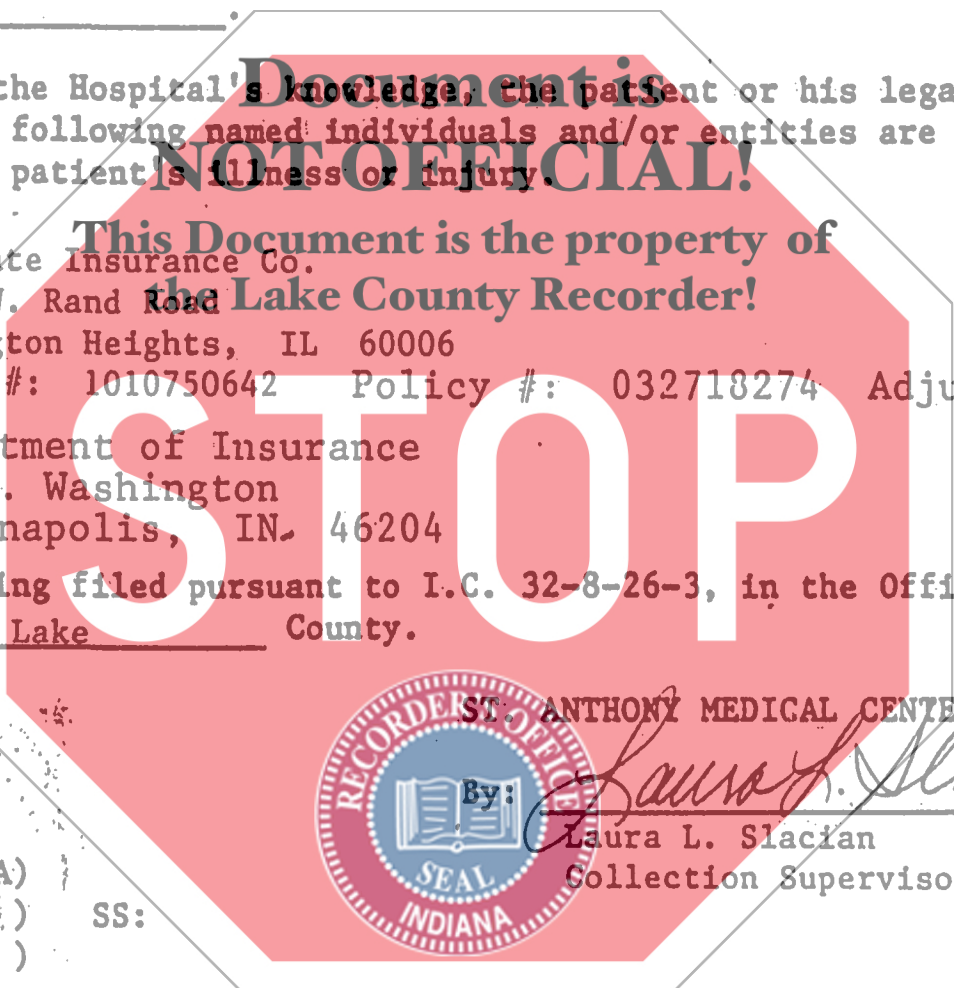 Document is
NOT OFFICIAL!
This Document is the property of
the Lake County Recorder!
STOP
the Hospital's knowledge, the patient or his lega
following named individuals and/or entities are
patient's illness or injury.
te Insurance Co.
. Rand Road
ton Heights, IL 60006
#: 1010750642 Policy #: 032718274 Adju
tment of Insurance
. Washington
napolis, IN. 46204
ing filed pursuant to I.C. 32-8-26-3, in the Offi
Lake County.
RECORDER'S OFFICE
SEAL
INDIANA
ST. ANTHONY MEDICAL CENTE
By: Laura L. Sl
Laura L. Slacian
Collection Superviso
A)
) SS:
)